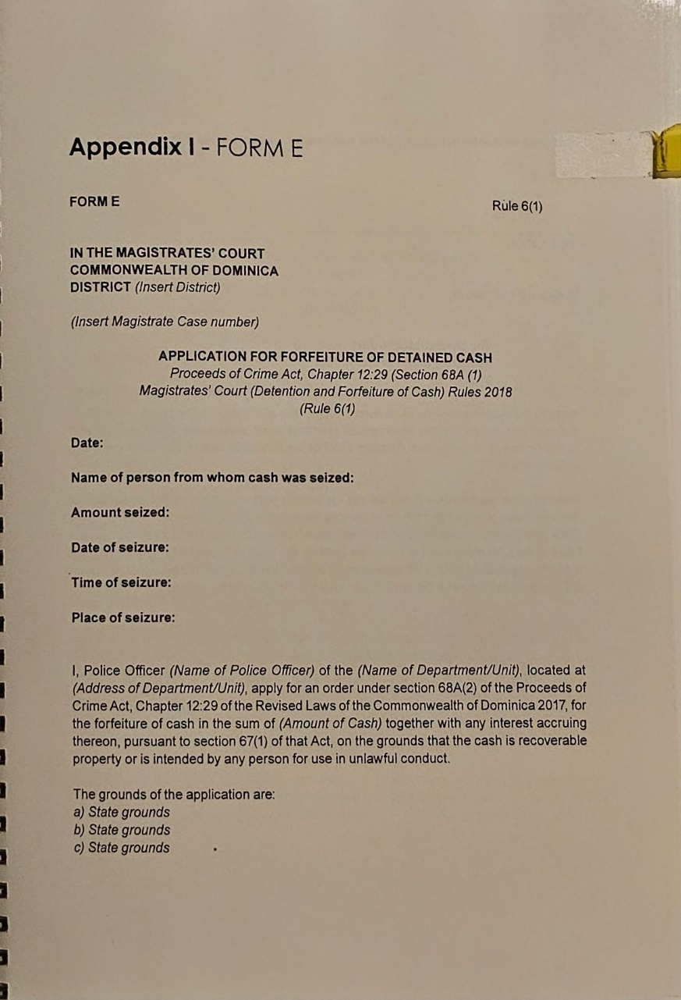 Appendix I - FORM E
FORM E
Rule 6(1)
IN THE MAGISTRATES' COURT
COMMONWEALTH OF DOMINICA
DISTRICT (Insert District)
(Insert Magistrate Case number)
APPLICATION FOR FORFEITURE OF DETAINED CASH
Proceeds of Crime Act, Chapter 12:29 (Section 68A (1)
Magistrates' Court (Detention and Forfeiture of Cash) Rules 2018
(Rule 6(1)
Date:
Name of person from whom cash was seized:
Amount seized:
Date of seizure:
Time of seizure:
Place of seizure:
I, Police Officer (Name of Police Officer) of the (Name of Department/Unit), located at
(Address of Department/Unit), apply for an order under section 68A(2) of the Proceeds of
Crime Act, Chapter 12:29 of the Revised Laws of the Commonwealth of Dominica 2017, for
the forfeiture of cash in the sum of (Amount of Cash) together with any interest accruing
thereon, pursuant to section 67(1) of that Act, on the grounds that the cash is recoverable
property or is intended by any person for use in unlawful conduct.
The grounds of the application are:
a) State grounds
b) State grounds
c) State grounds